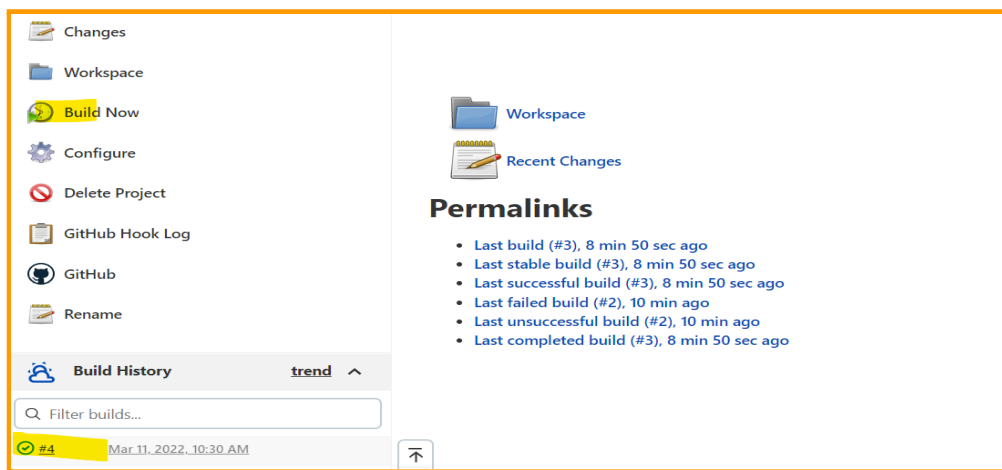 Changes
Workspace
Build Now
Configure
Delete Project
GitHub Hook Log
GitHub
Rename
Build History trend
Filter builds...
#4 Mar 11, 2022, 10:30 AM
Workspace
Recent Changes
Permalinks
• Last build (#3), 8 min 50 sec ago
• Last stable build (#3), 8 min 50 sec ago
• Last successful build (#3), 8 min 50 sec ago
• Last failed build (#2), 10 min ago
• Last unsuccessful build (#2), 10 min ago
• Last completed build (#3), 8 min 50 sec ago